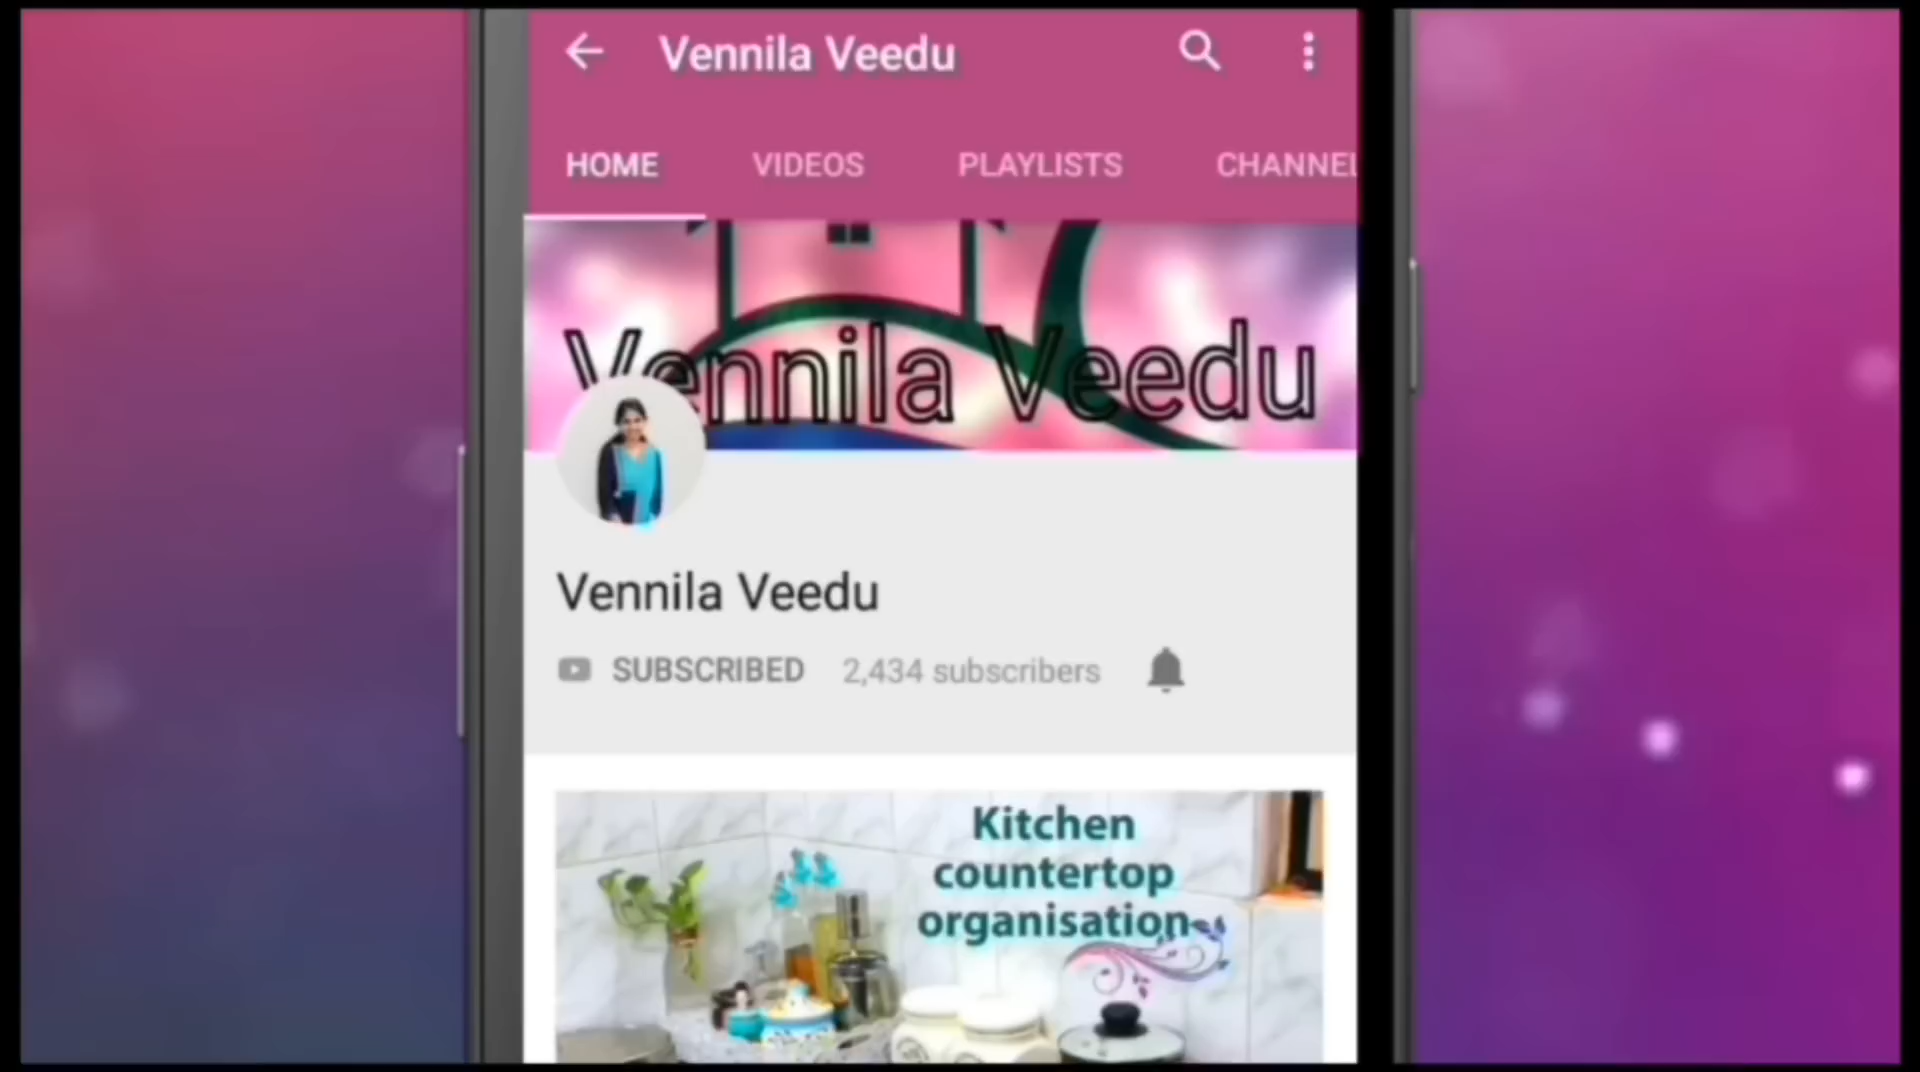 Vennila Veedu
HOME VIDEOS PLAYLISTS CHANNEL
Vennila Veedu
Vennila Veedu
SUBSCRIBED 2,434 subscribers
Kitchen
countertop
organisation